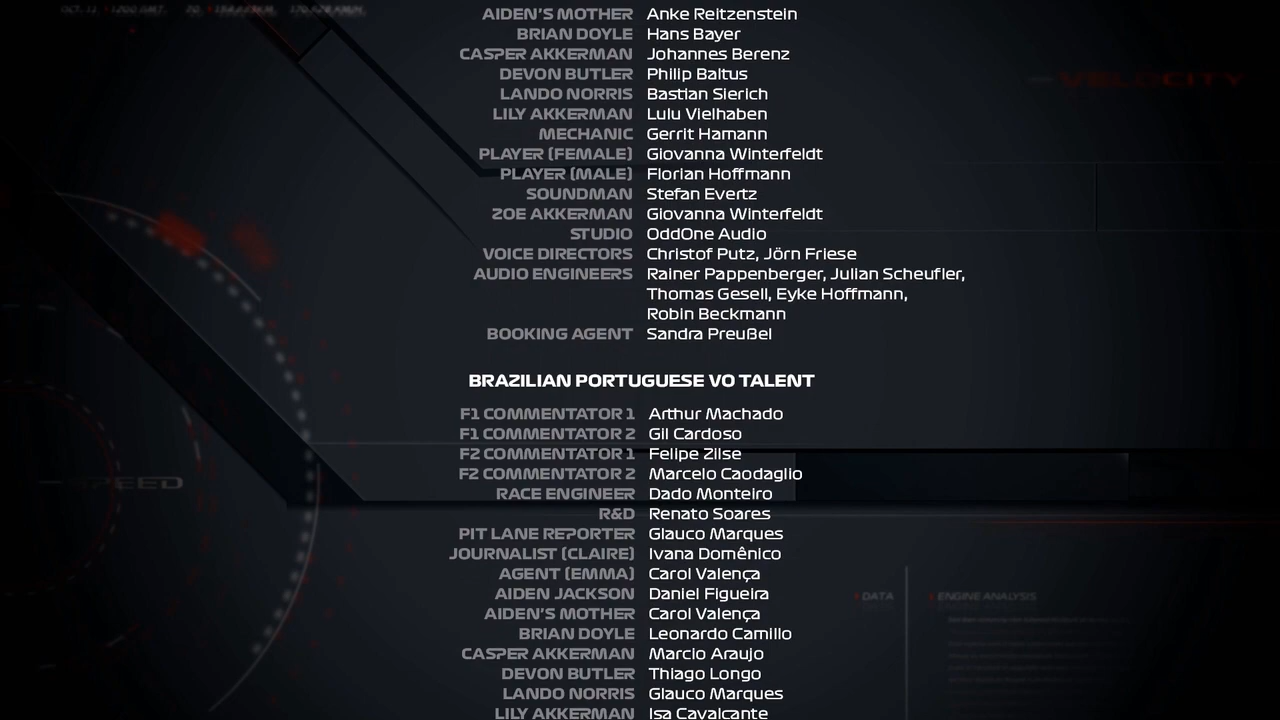 AIDEN'S MOTHER Anke Reitzenstein
BRIAN DOYLE Hans Bayer
CASPER AKKERMAN Johannes Berenz
DEVON BUTLER Philip Baltus
LANDO NORRIS Bastian Sierich
LILY AKKERMAN Lulu Vielhaben
MECHANIC Gerrit Hamann
PLAYER (FEMALE) Giovanna Winterfeldt
PLAYER (MALE) Florian Hoffmann
SOUNDMAN Stefan Evertz
ZOE AKKERMAN Giovanna Winterfeldt
STUDIO OddOne Audio
VOICE DIRECTORS Christof Putz, Jörn Friese
AUDIO ENGINEERS Rainer Pappenberger, Julian Scheufler,
Thomas Gesell, Eyke Hoffmann,
Robin Beckmann
BOOKING AGENT Sandra Preußel
BRAZILIAN PORTUGUESE VO TALENT
F1 COMMENTATOR 1 Arthur Machado
F1 COMMENTATOR 2 Gil Cardoso
F2 COMMENTATOR 1 Felipe Zilse
F2 COMMENTATOR 2 Marcelo Caodaglio
RACE ENGINEER Dado Monteiro
R&D Renato Soares
PIT LANE REPORTER Glauco Marques
JOURNALIST (CLAIRE) Ivana Domênico
AGENT (EMMA) Carol Valença
AIDEN JACKSON Daniel Figueira
AIDEN'S MOTHER Carol Valença
BRIAN DOYLE Leonardo Camillo
CASPER AKKERMAN Marcio Araujo
DEVON BUTLER Thiago Longo
LANDO NORRIS Glauco Marques
LILY AKKERMAN Isa Cavalcante
VELOCITY
SPEED
DATA
ENGINE ANALYSIS